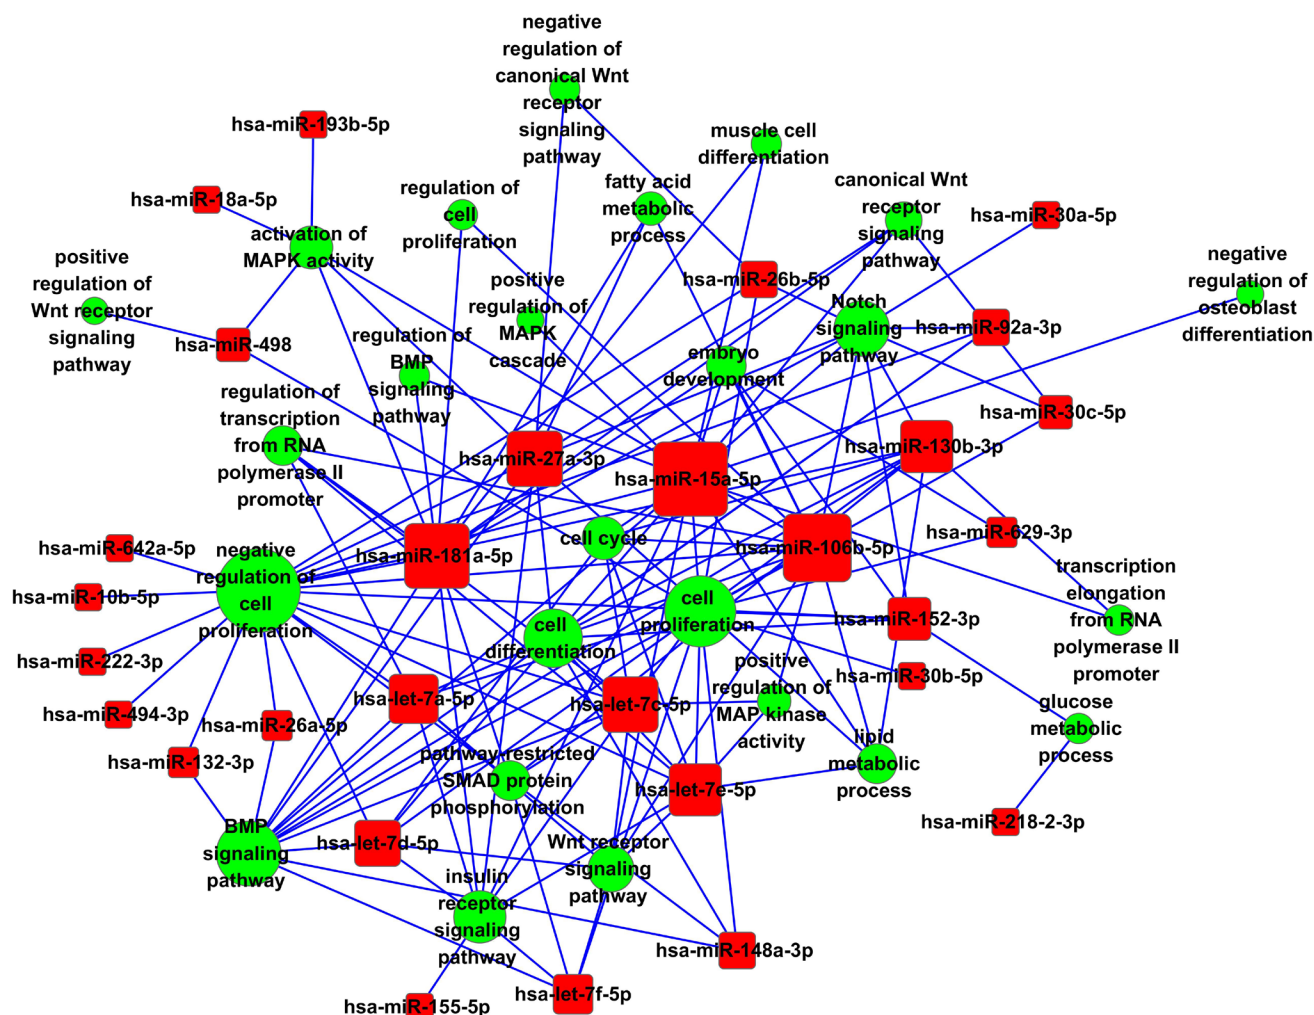 negative
regulation of
canonical Wnt
receptor
signaling
pathway
hsa-miR-193b-5p
muscle cell
differentiation
hsa-miR-18a-5p
regulation of
cell
proliferation
fatty acid
metabolic
process
canonical Wnt
receptor
signaling
pathway
hsa-miR-30a-5p
activation of
MAPK activity
positive
regulation of
Wnt receptor
signaling
pathway
negative
regulation of
osteoblast
differentiation
hsa-miR-26b-5p
positive
regulation of
MAPK
cascade
Notch
signaling
pathway
hsa-miR-92a-3p
hsa-miR-498
regulation of
BMP
signaling
pathway
embryo
development
regulation of
transcription
from RNA
polymerase II
promoter
hsa-miR-30c-5p
hsa-miR-27a-3p
hsa-miR-15a-5p
hsa-miR-130b-3p
hsa-miR-181a-5p
cell cycle
hsa-miR-106b-5p
hsa-miR-629-3p
hsa-miR-642a-5p
negative
regulation of
cell
proliferation
hsa-miR-10b-5p
transcription
elongation
from RNA
polymerase II
promoter
cell
differentiation
cell
proliferation
hsa-miR-152-3p
hsa-miR-222-3p
hsa-miR-30b-5p
hsa-let-7a-5p
hsa-let-7c-5p
positive
regulation of
MAP kinase
activity
hsa-miR-494-3p
hsa-miR-26a-5p
glucose
metabolic
process
hsa-miR-132-3p
pathway-restricted
SMAD protein
phosphorylation
lipid
metabolic
process
hsa-let-7e-5p
hsa-miR-218-2-3p
BMP
signaling
pathway
hsa-let-7d-5p
Wnt receptor
signaling
pathway
insulin
receptor
signaling
pathway
hsa-miR-148a-3p
hsa-let-7f-5p
hsa-miR-155-5p